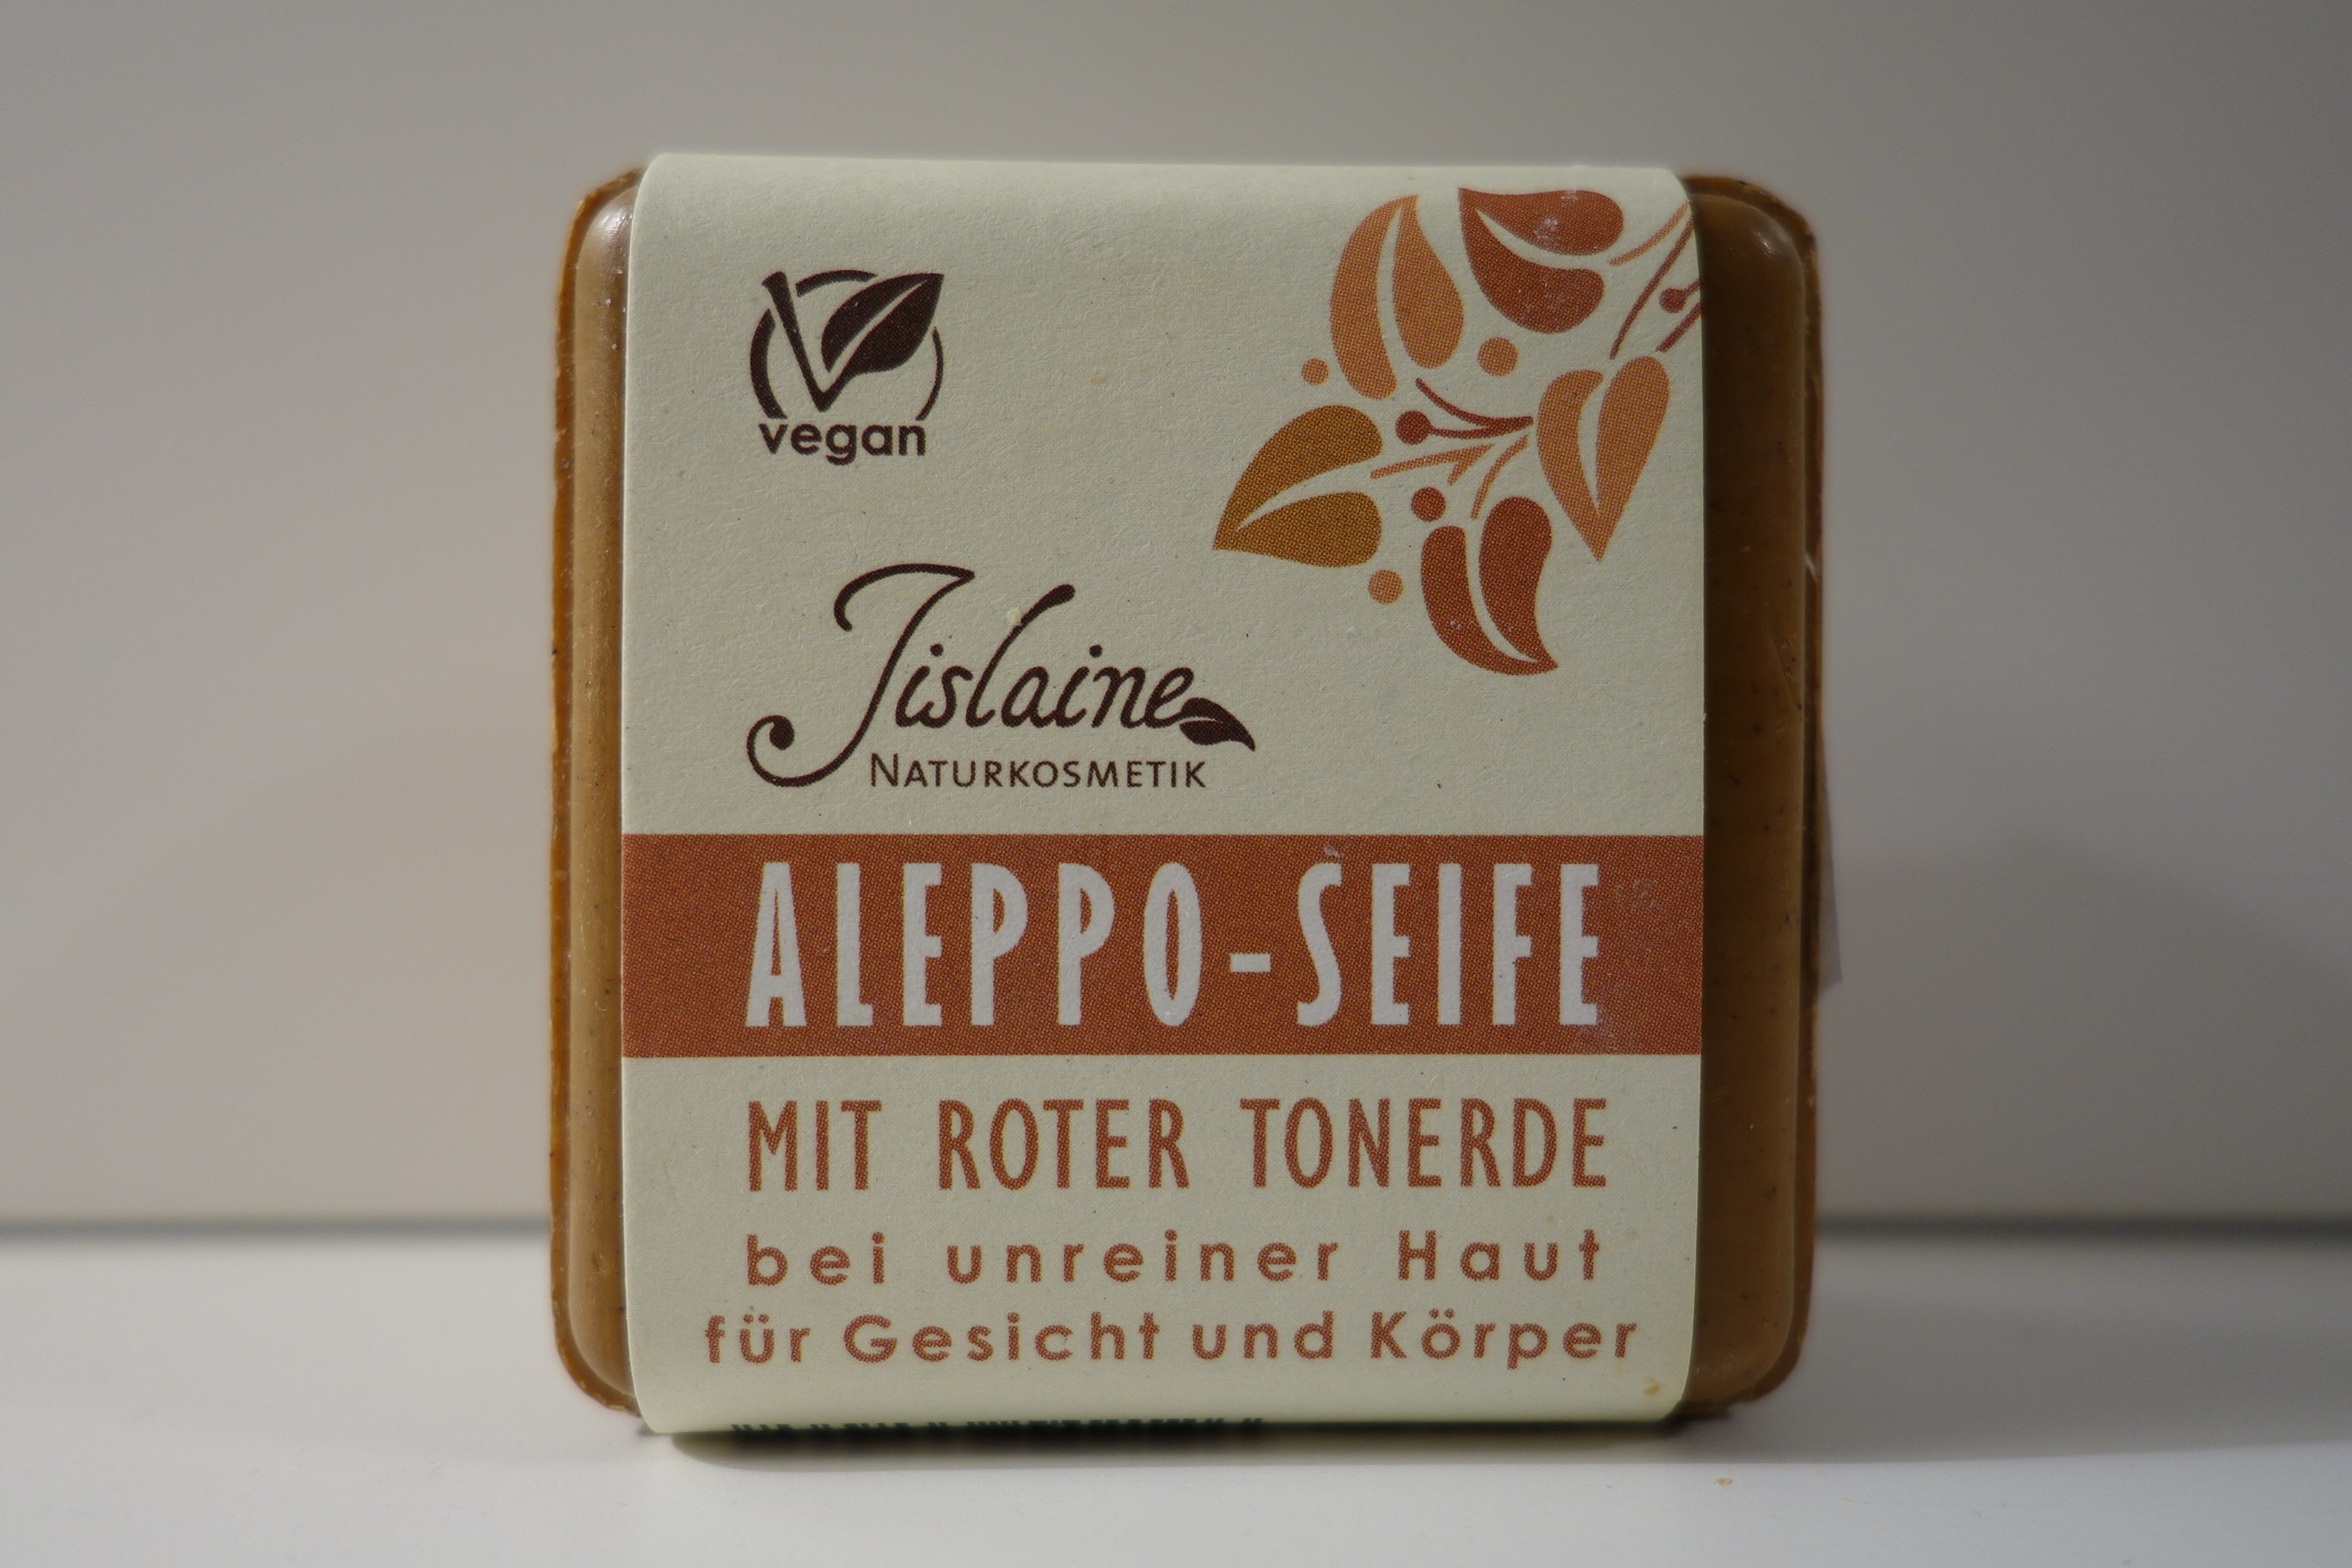 vegan
Jislaine
NATURKOSMETIK
ALEPPO-SEIFE
MIT ROTER TONERDE
bei unreiner Haut
für Gesicht und Körper